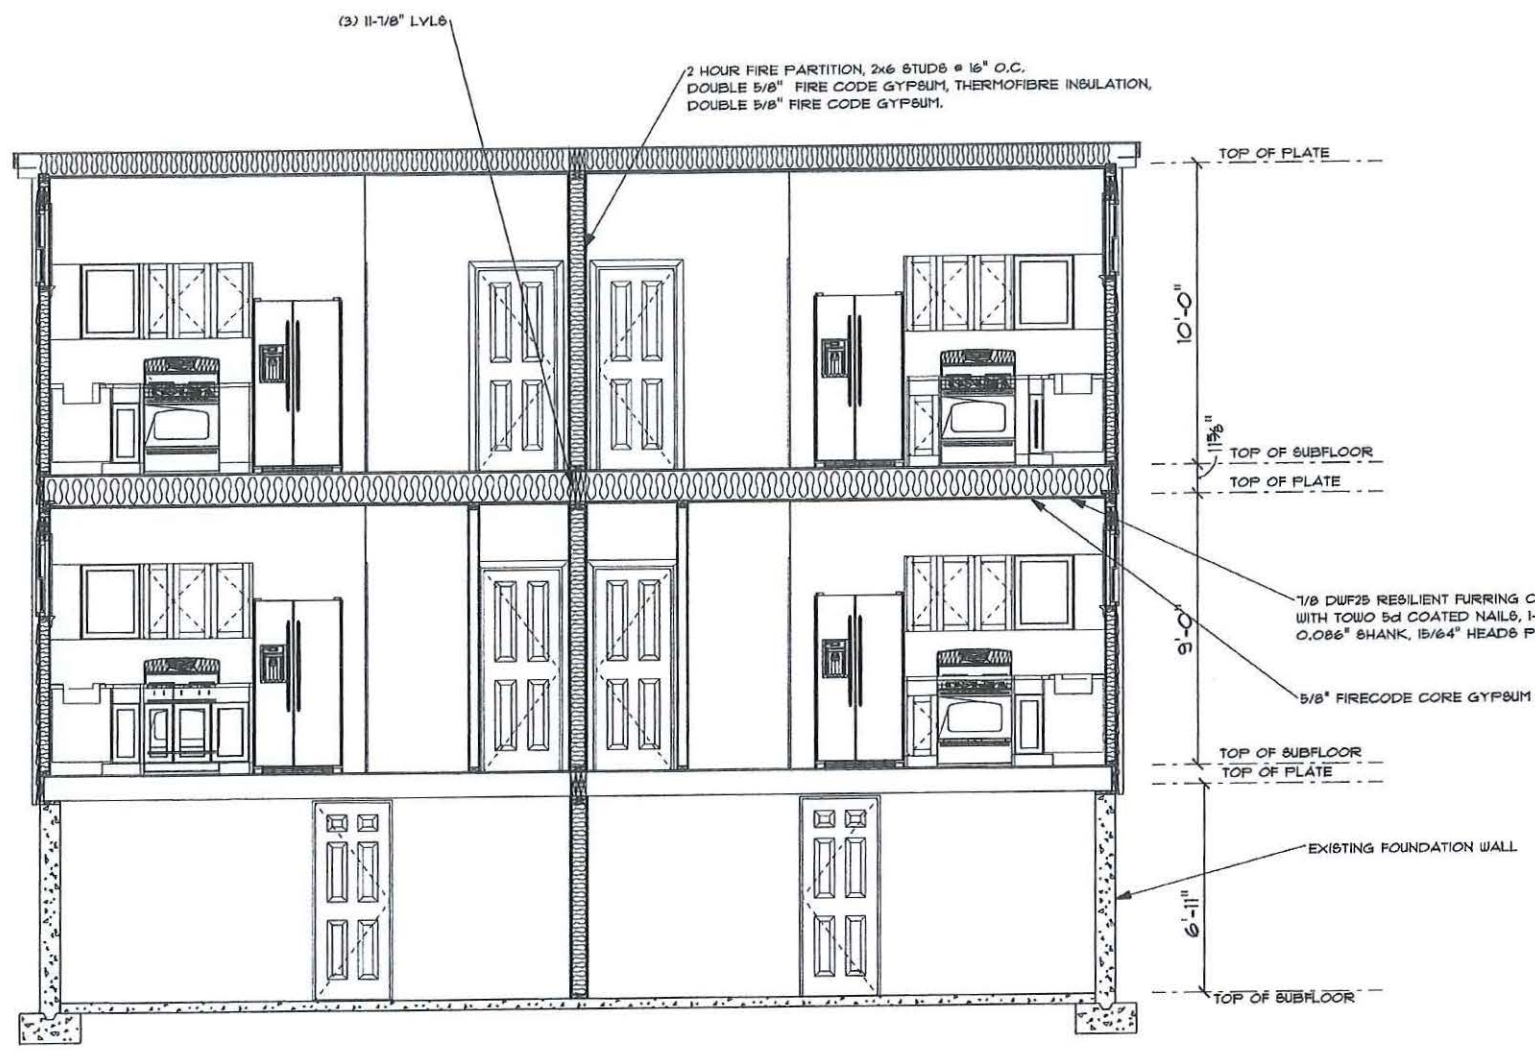 (3) 11-7/8" LVLS
2 HOUR FIRE PARTITION, 2x6 STUDS @ 16" O.C.
DOUBLE 5/8" FIRE CODE GYPSUM, THERMOFIBRE INSULATION,
DOUBLE 5/8" FIRE CODE GYPSUM.
TOP OF PLATE
10'-0"
11 5/8"
TOP OF SUBFLOOR
TOP OF PLATE
7/8 DWF25 RESILIENT FURRING C
WITH TOWO 5d COATED NAILS, 1-
0.086" SHANK, 15/64" HEADS P
9'-0"
5/8" FIRECODE CORE GYPSUM
TOP OF SUBFLOOR
TOP OF PLATE
EXISTING FOUNDATION WALL
6'-11"
TOP OF SUBFLOOR